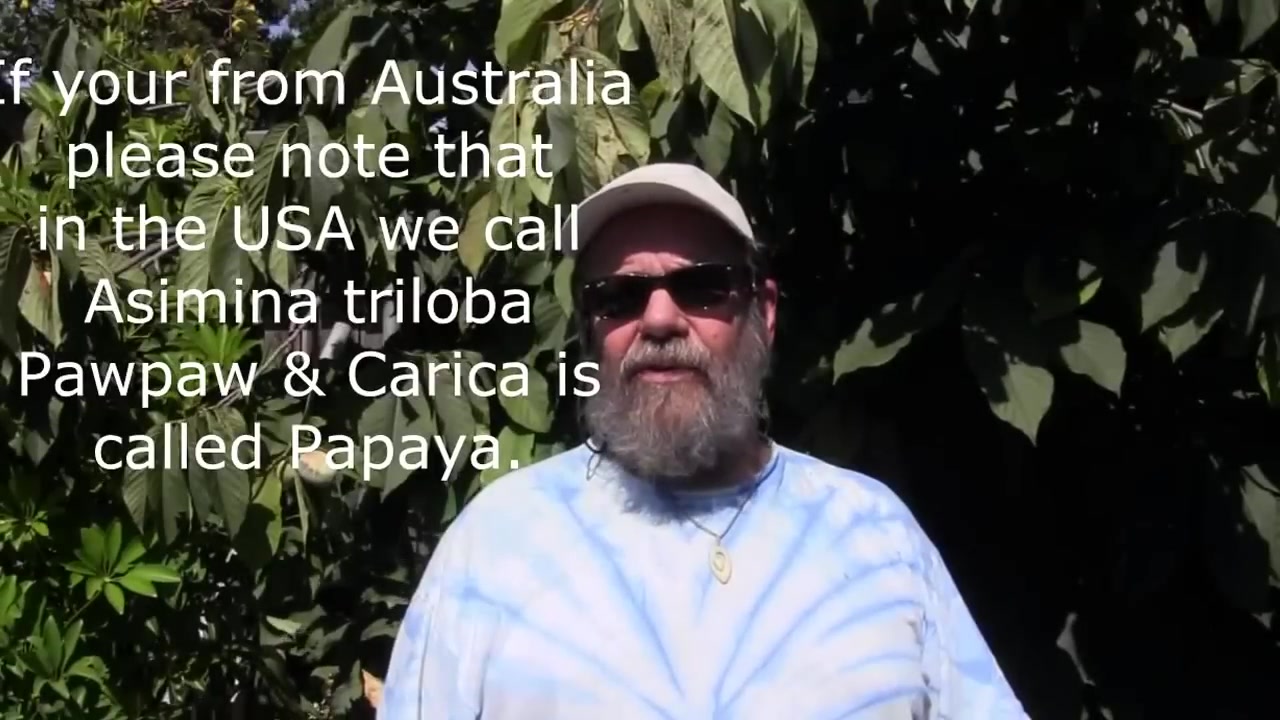 If your from Australia
please note that
in the USA we call
Asimina triloba
Pawpaw & Carica is
called Papaya.